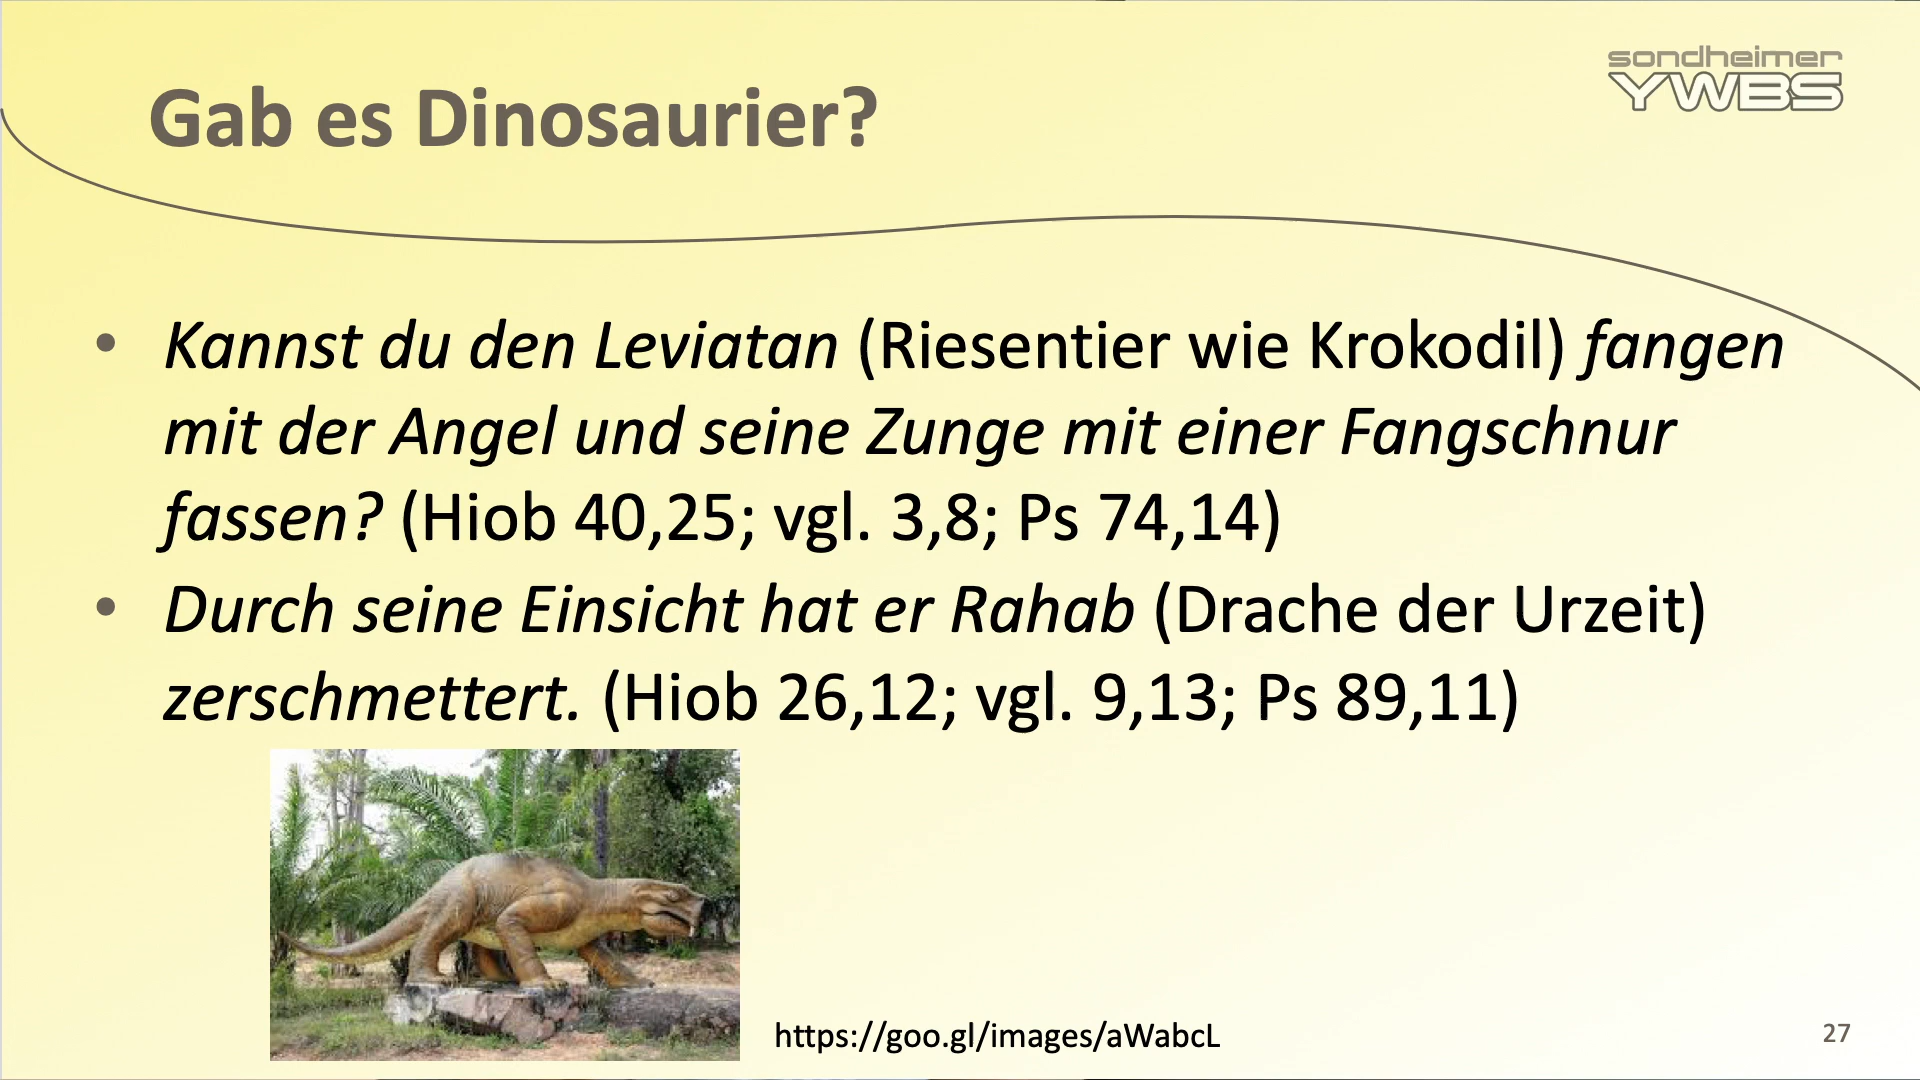 sondheimer
YWBS
Gab es Dinosaurier?
• Kannst du den Leviatan (Riesentier wie Krokodil) fangen
mit der Angel und seine Zunge mit einer Fangschnur
fassen? (Hiob 40,25; vgl. 3,8; Ps 74,14)
• Durch seine Einsicht hat er Rahab (Drache der Urzeit)
zerschmettert. (Hiob 26,12; vgl. 9,13; Ps 89,11)
https://goo.gl/images/aWabcL
27